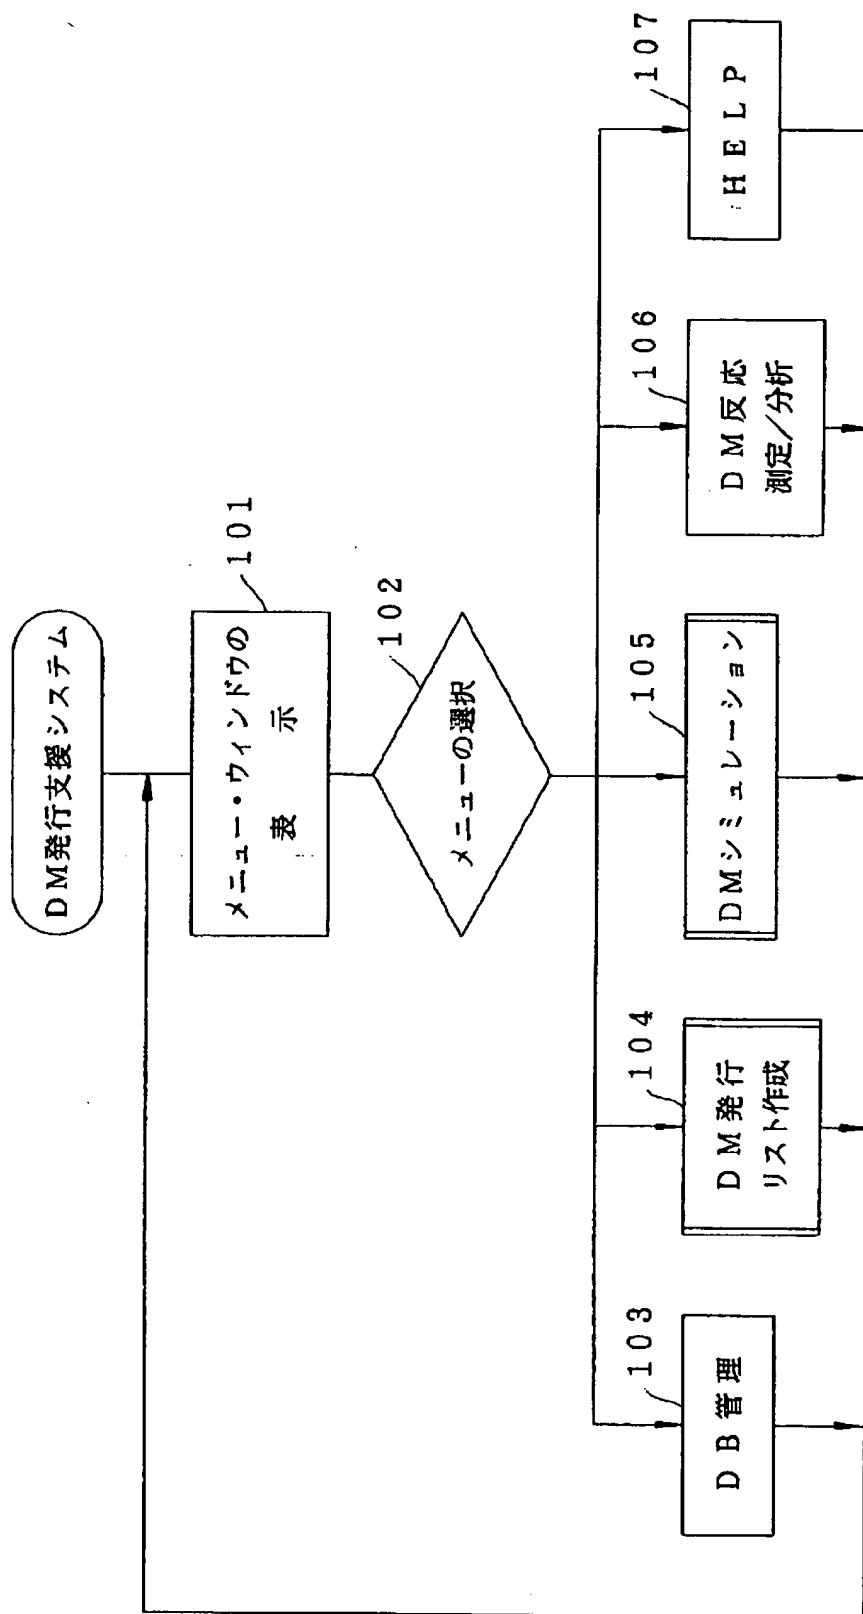 DM発行支援システム
101
メニュー・ウィンドウの
表示
102
メニューの選択
103
DB管理
104
DM発行
リスト作成
105
DMシミュレーション
106
DM反応
測定/分析
107
HELP